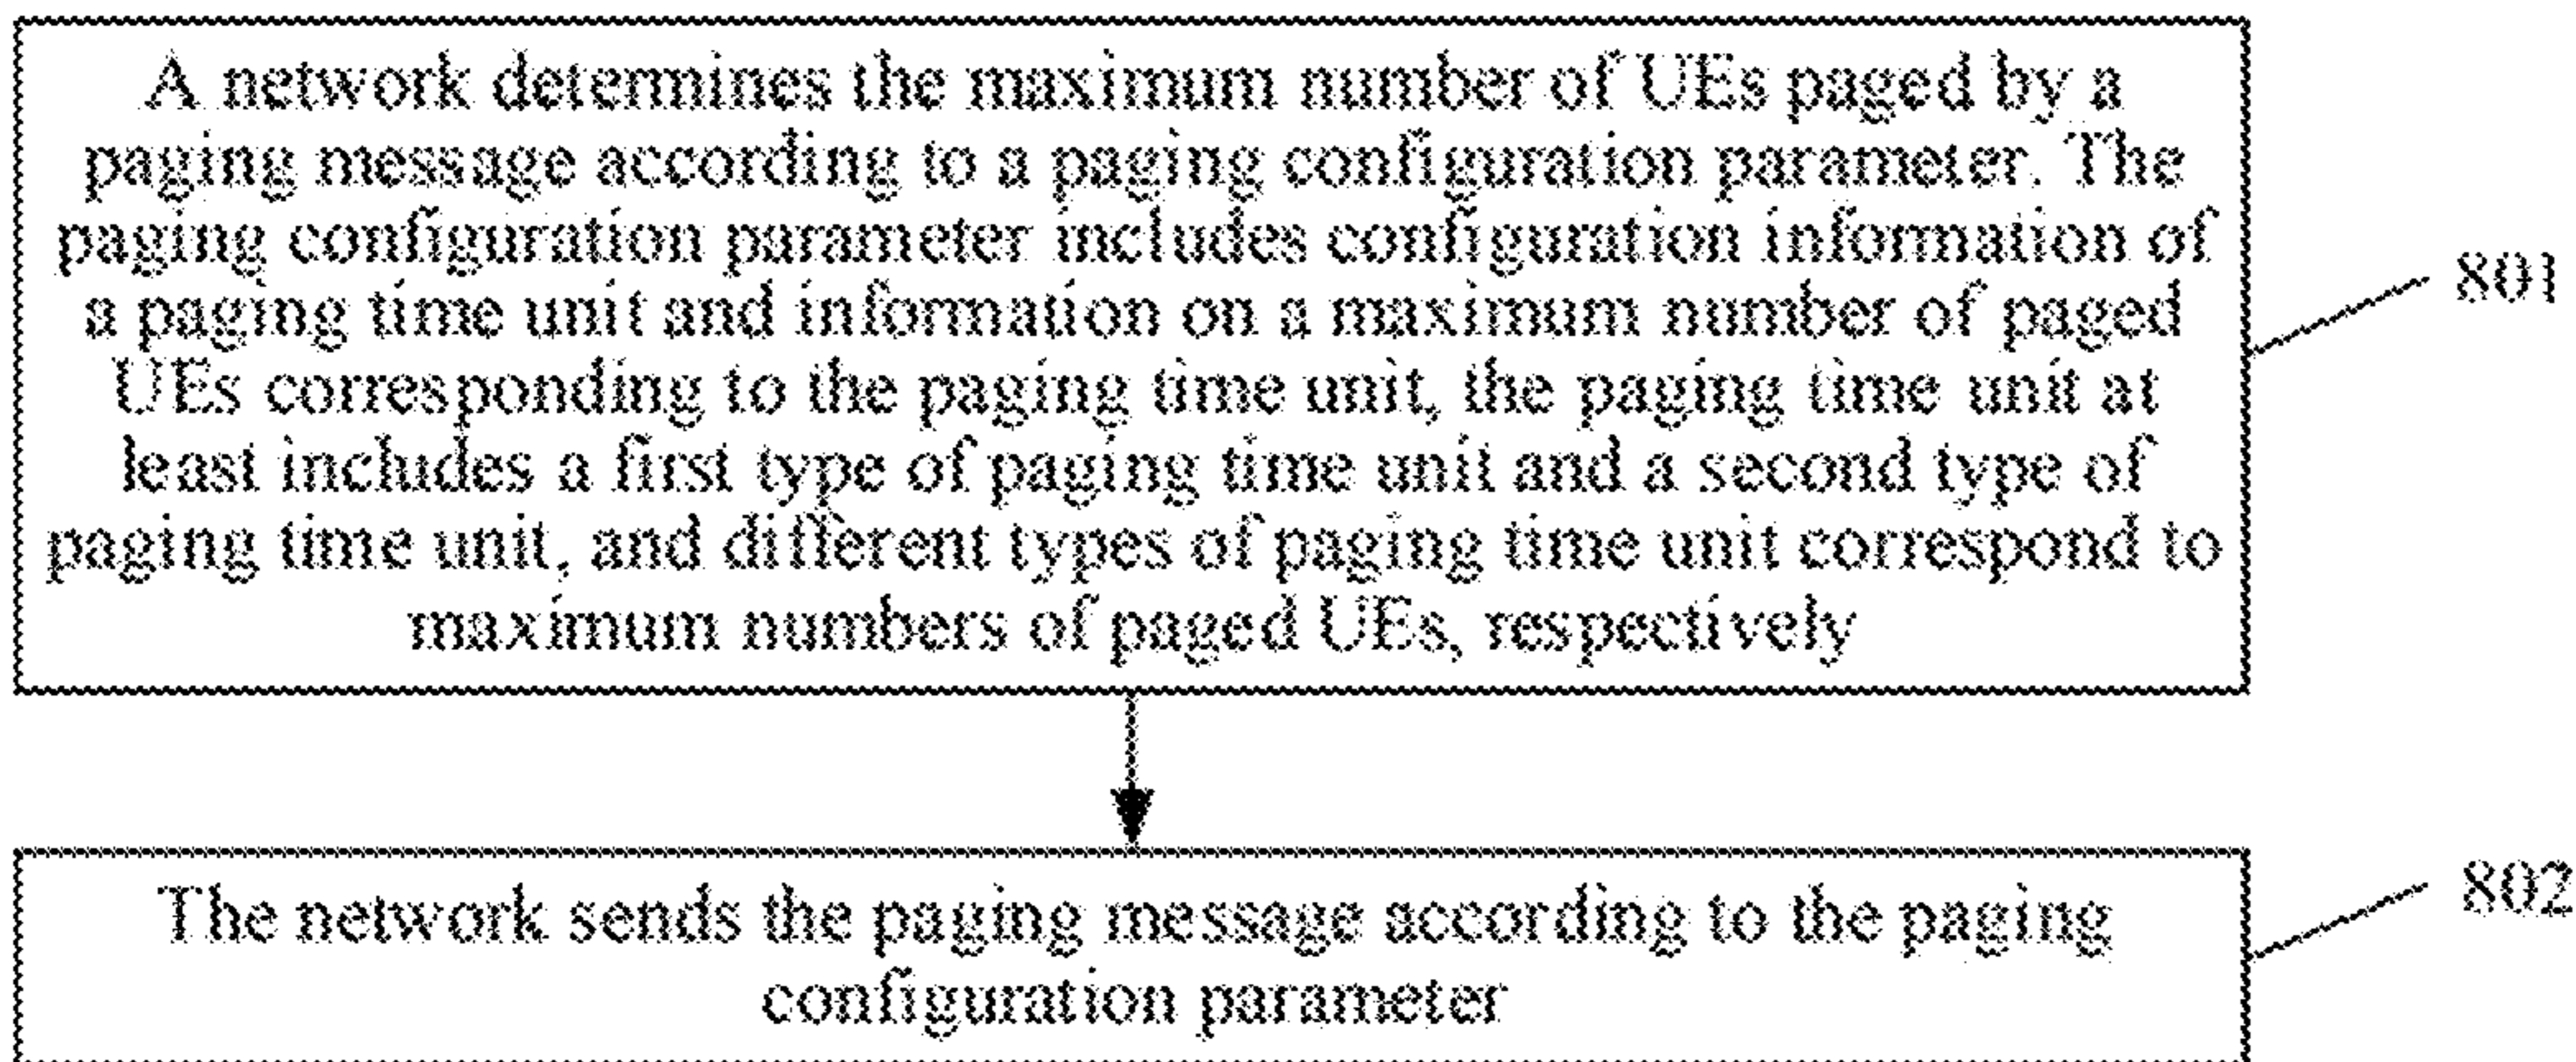 A network determines the maximum number of UEs paged by a
paging message according to a paging configuration parameter. The
paging configuration parameter includes configuration information of
a paging time unit and information on a maximum number of paged
UEs corresponding to the paging time unit, the paging time unit at
least includes a first type of paging time unit and a second type of
paging time unit, and different types of paging time unit correspond to
maximum numbers of paged UEs, respectively
801
The network sends the paging message according to the paging
configuration parameter
802